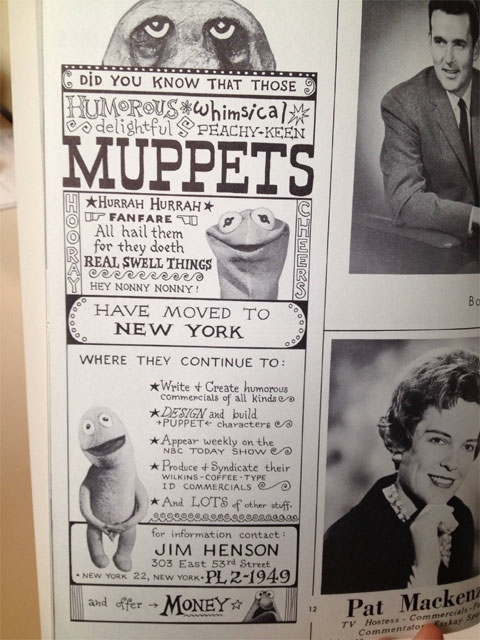 DID YOU KNOW THAT THOSE
HUMOROUS * whimsical
delightful & PEACHY-KEEN
MUPPETS
HOORAY
★HURRAH HURRAH★
FANFARE
All hail them
for they doeth
REAL SWELL THINGS
HEY NONNY NONNY!
CHEERS
HAVE MOVED TO
NEW YORK
WHERE THEY CONTINUE TO:
★Write & Create humorous
commercials of all kinds
★DESIGN and build
→PUPPET← characters
★Appear weekly on the
NBC TODAY SHOW
★Produce & Syndicate their
WILKINS-COFFEE-TYPE
ID COMMERCIALS
★And LOTS of other stuff.
for information contact:
JIM HENSON
303 East 53rd Street
• NEW YORK 22, NEW YORK • PL 2-1949
and offer → MONEY ☆
12
Bo
Pat Mackenz
TV Hostess - Commercials -
Commentator